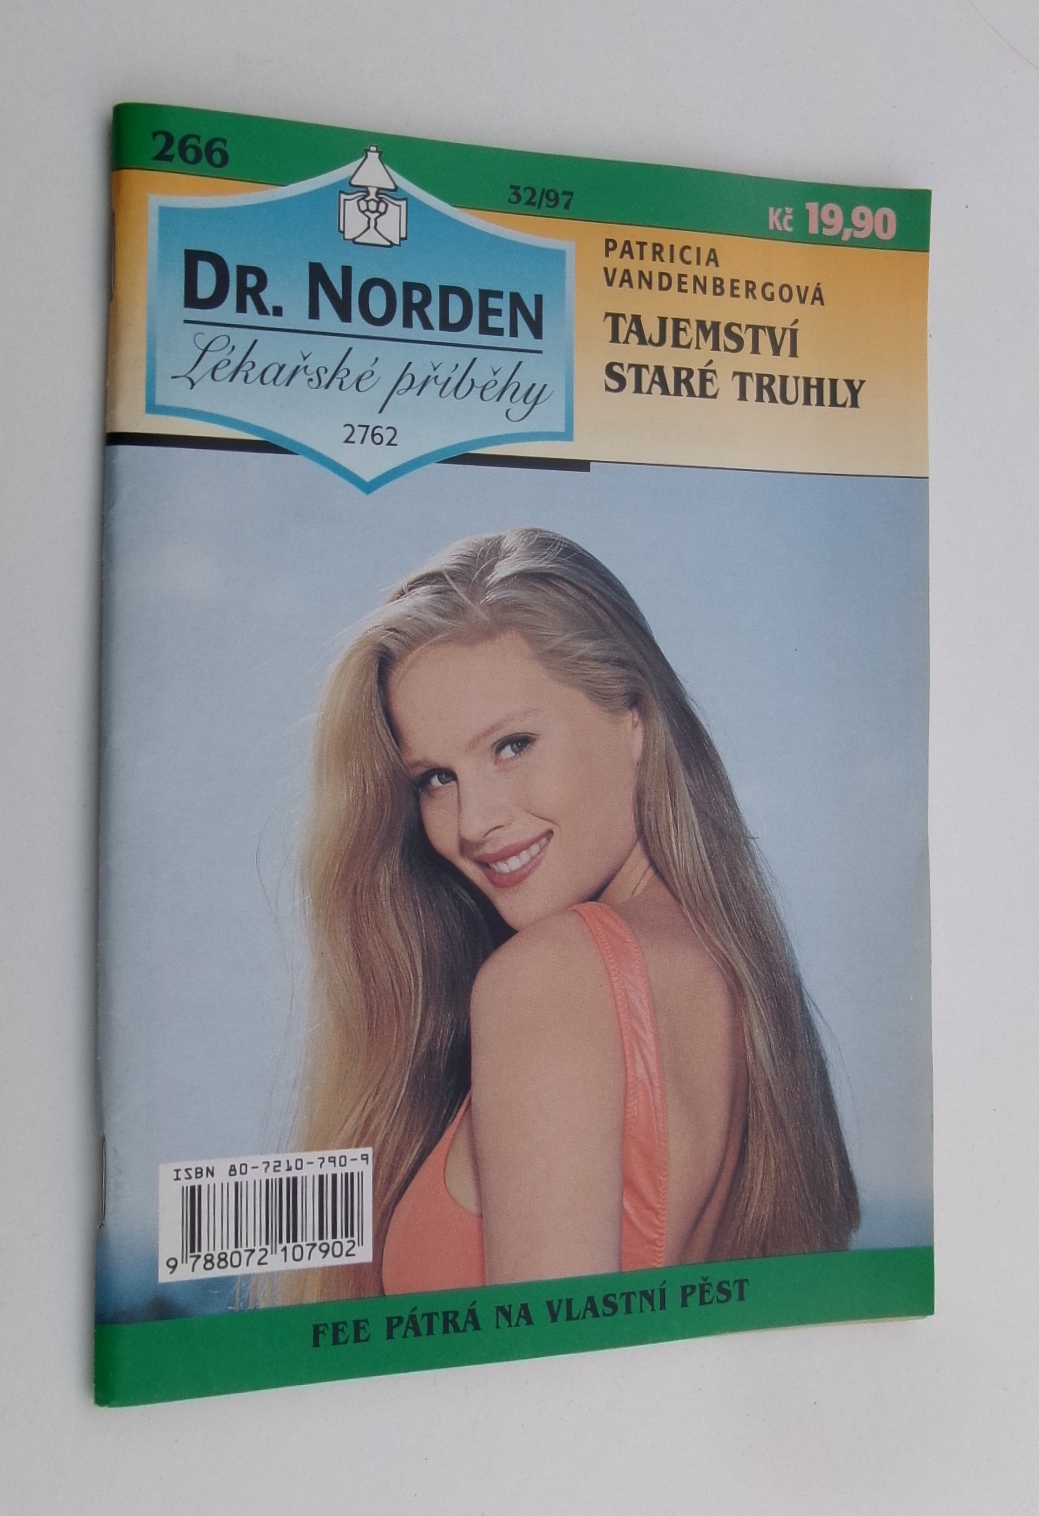 266
32/97
Kč 19,90
DR. NORDEN
Lékařské příběhy
2762
PATRICIA
VANDENBERGOVÁ
TAJEMSTVÍ
STARÉ TRUHLY
ISBN 80-7210-790-9
9 788072 107902
FEE PÁTRÁ NA VLASTNÍ PĚST